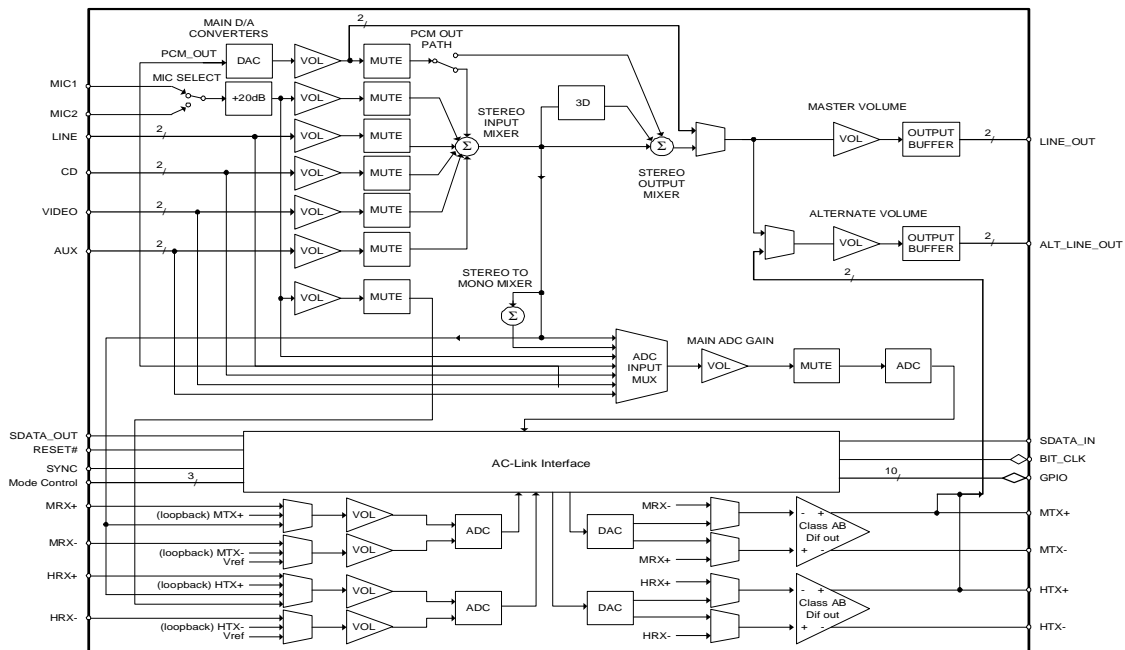 MAIN D/A
CONVERTERS
2
PCM OUT
PATH
PCM_OUT
DAC
VOL
MUTE
MIC1
MIC SELECT
+20dB
VOL
MUTE
MIC2
STEREO
INPUT
MIXER
3D
MASTER VOLUME
LINE
2
VOL
MUTE
Σ
Σ
VOL
OUTPUT
BUFFER
2
LINE_OUT
CD
2
VOL
MUTE
STEREO
OUTPUT
MIXER
VIDEO
2
VOL
MUTE
ALTERNATE VOLUME
AUX
2
VOL
MUTE
VOL
OUTPUT
BUFFER
2
ALT_LINE_OUT
STEREO TO
MONO MIXER
2
VOL
MUTE
Σ
ADC
INPUT
MUX
MAIN ADC GAIN
VOL
MUTE
ADC
SDATA_OUT
RESET#
SYNC
Mode Control
3
AC-Link Interface
SDATA_IN
BIT_CLK
10
GPIO
MRX+
(loopback) MTX+
VOL
ADC
MRX-
(loopback) MTX-
Vref
VOL
DAC
MRX-
MRX+
- +
Class AB
Dif out
+ -
MTX+
MTX-
HRX+
(loopback) HTX+
VOL
ADC
HRX-
(loopback) HTX-
Vref
VOL
DAC
HRX+
HRX-
- +
Class AB
Dif out
+ -
HTX+
HTX-